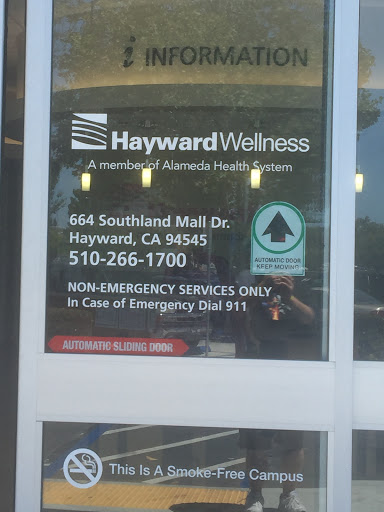 i INFORMATION
HaywardWellness
A member of Alameda Health System
664 Southland Mall Dr.
Hayward, CA 94545
510-266-1700
AUTOMATIC DOOR
KEEP MOVING
NON-EMERGENCY SERVICES ONLY
In Case of Emergency Dial 911
AUTOMATIC SLIDING DOOR
This Is A Smoke-Free Campus